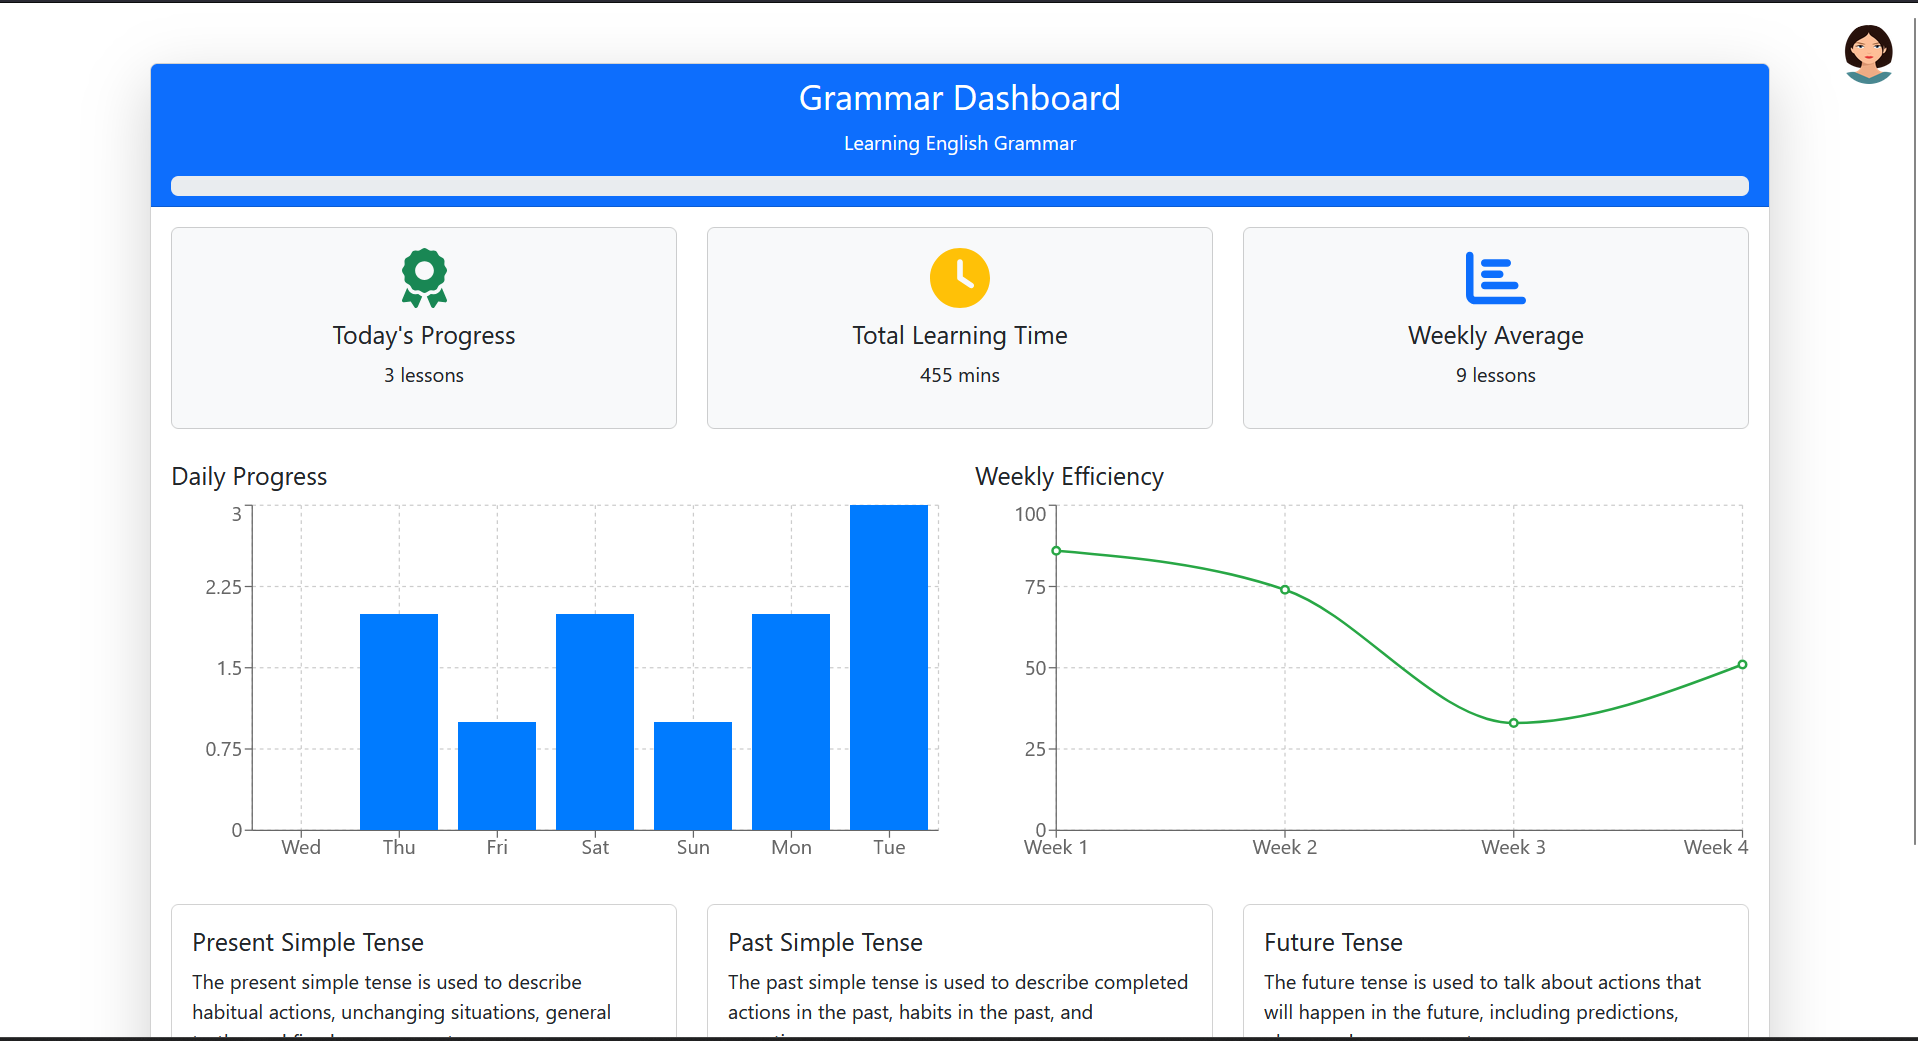 Grammar Dashboard
Learning English Grammar
Today's Progress
3 lessons
Total Learning Time
455 mins
Weekly Average
9 lessons
Daily Progress
3
2.25
1.5
0.75
0
Wed Thu Fri Sat Sun Mon Tue
Weekly Efficiency
100
75
50
25
0
Week 1 Week 2 Week 3 Week 4
Present Simple Tense
The present simple tense is used to describe
habitual actions, unchanging situations, general
Past Simple Tense
The past simple tense is used to describe completed
actions in the past, habits in the past, and
Future Tense
The future tense is used to talk about actions that
will happen in the future, including predictions,